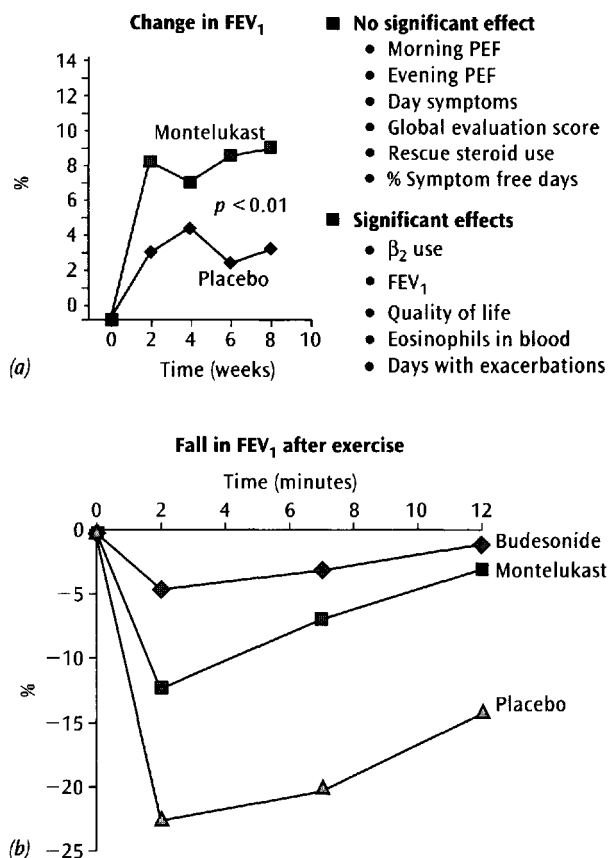 Change in FEV₁
14
12
10
8
6
4
2
0
%
Montelukast
p < 0.01
Placebo
0 2 4 6 8 10
Time (weeks)
(a)
■ No significant effect
• Morning PEF
• Evening PEF
• Day symptoms
• Global evaluation score
• Rescue steroid use
• % Symptom free days
■ Significant effects
• β₂ use
• FEV₁
• Quality of life
• Eosinophils in blood
• Days with exacerbations
Fall in FEV₁ after exercise
Time (minutes)
0 2 4 6 8 10 12
0
−5
−10
−15
−20
−25
%
Budesonide
Montelukast
Placebo
(b)